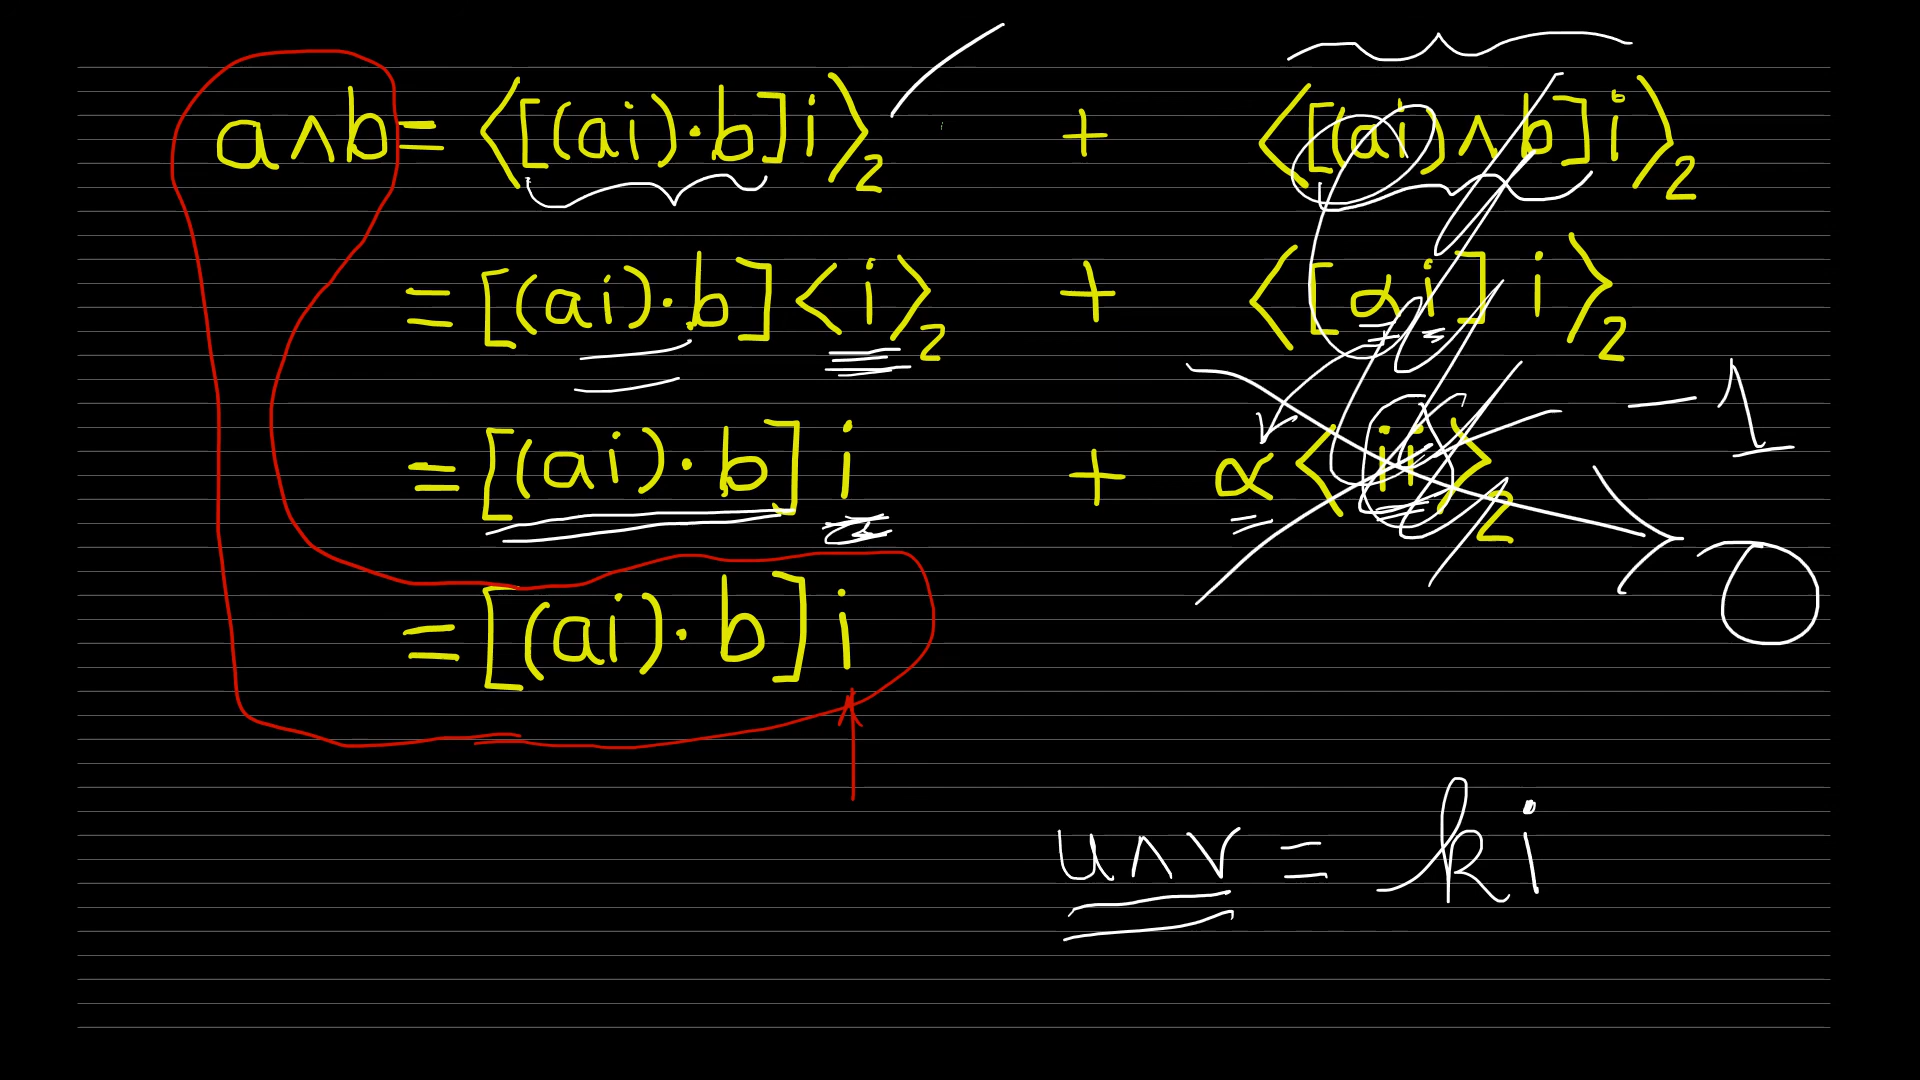 a∧b = ⟨[(ai)·b]i⟩₂ + ⟨[(ai)∧b]i⟩₂
= [(ai)·b]⟨i⟩₂ + ⟨[αi]i⟩₂
= [(ai)·b]i + α⟨ii⟩₂ -1
0
= [(ai)·b]i
u∧v = ki